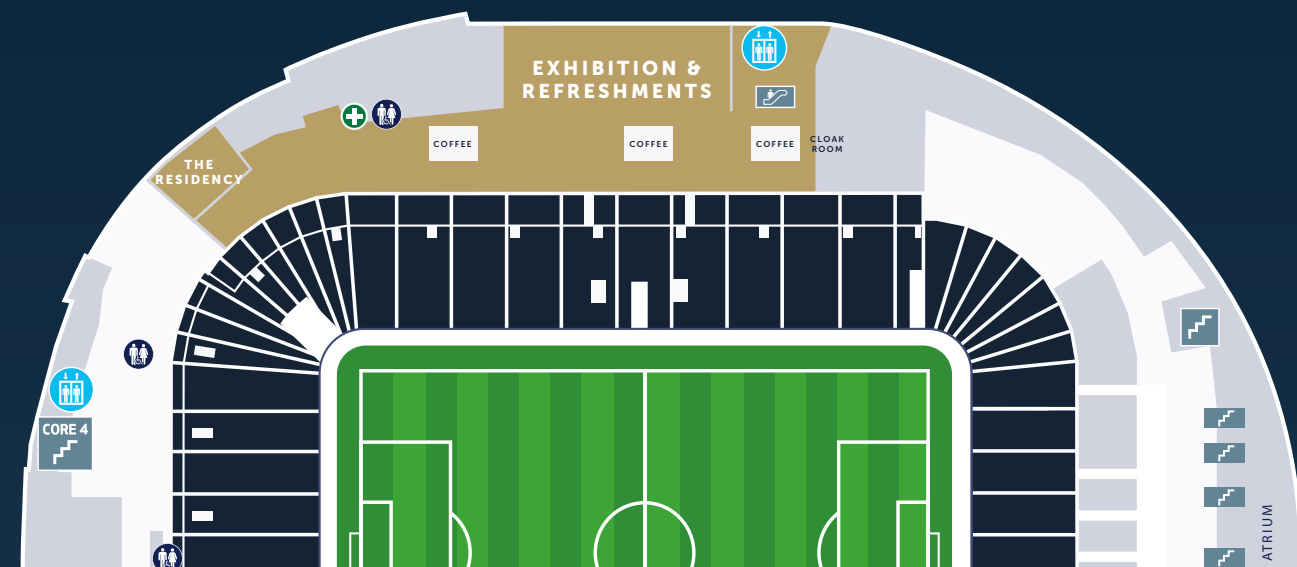 EXHIBITION &
REFRESHMENTS
COFFEE
COFFEE
COFFEE
CLOAK
ROOM
THE
RESIDENCY
CORE 4
ATRIUM